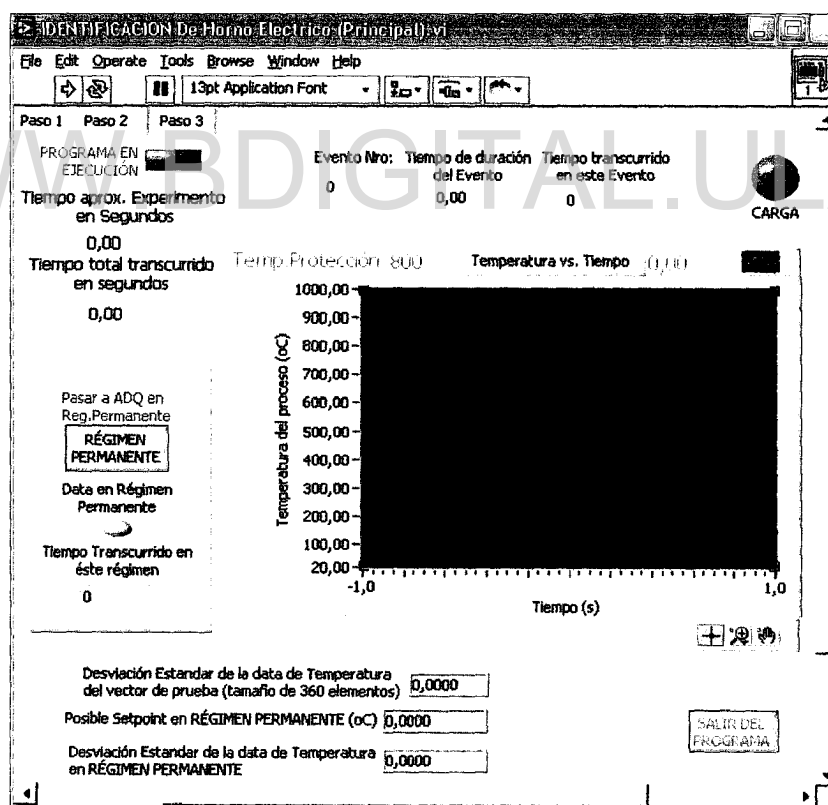 IDENTIFICACION De Horno Electrico (Principal).vi
File Edit Operate Tools Browse Window Help
13pt Application Font
1
Paso 1 Paso 2 Paso 3
WW.BDIGITAL.UL
PROGRAMA EN
EJECUCIÓN
Evento Nro:
0
Tiempo de duración
del Evento
0,00
Tiempo transcurrido
en este Evento
0
CARGA
Tiempo aprox. Experimento
en Segundos
0,00
Tiempo total transcurrido
en segundos
0,00
Temp.Protección 800
Temperatura vs. Tiempo
0,00
1000,00
900,00
800,00
700,00
600,00
500,00
400,00
300,00
200,00
100,00
20,00
Temperatura del proceso (oC)
-1,0
1,0
Tiempo (s)
Pasar a ADQ en
Reg.Permanente
RÉGIMEN
PERMANENTE
Data en Régimen
Permanente
Tiempo Transcurrido en
éste régimen
0
Desviación Estandar de la data de Temperatura
del vector de prueba (tamaño de 360 elementos)
0,0000
Posible Setpoint en RÉGIMEN PERMANENTE (oC)
0,0000
Desviación Estandar de la data de Temperatura
en RÉGIMEN PERMANENTE
0,0000
SALIR DEL
PROGRAMA